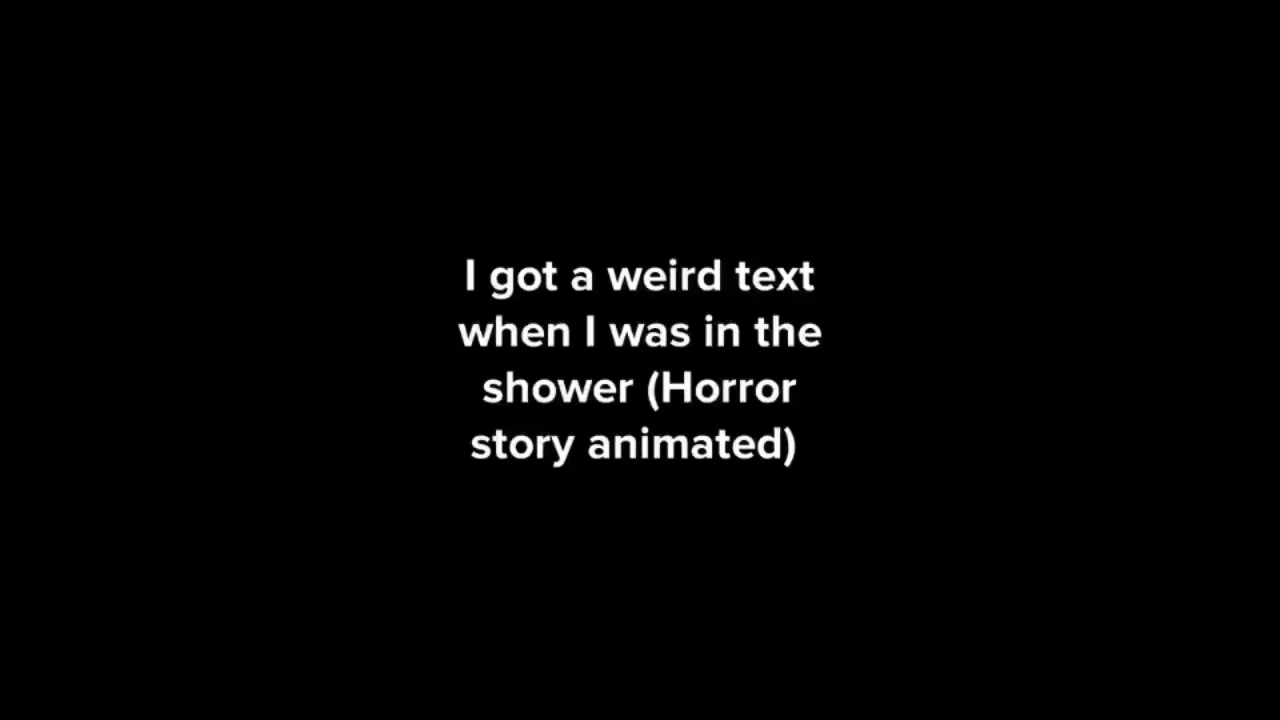 I got a weird text
when I was in the
shower (Horror
story animated)